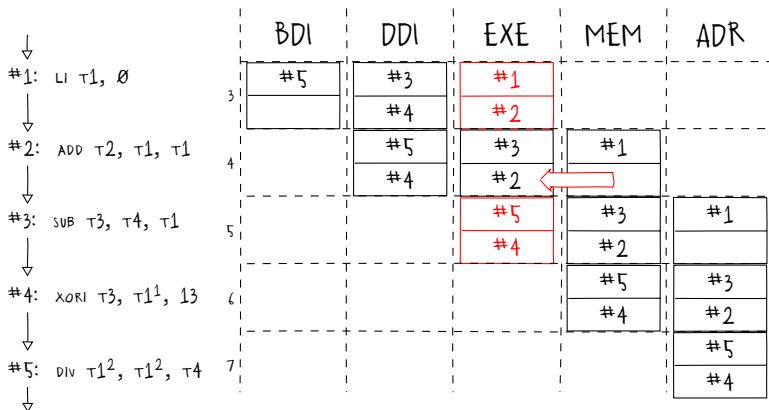 BDI DDI EXE MEM ADR
#1: LI T1, Ø
3 #5 #3 #1
#4 #2
#2: ADD T2, T1, T1
4 #5 #3 #1
#4 #2
#3: SUB T3, T4, T1
5 #5 #3 #1
#4 #2
#4: XORI T3, T1¹, 13
6 #5 #3
#4 #2
#5: DIV T1², T1², T4
7 #5
#4